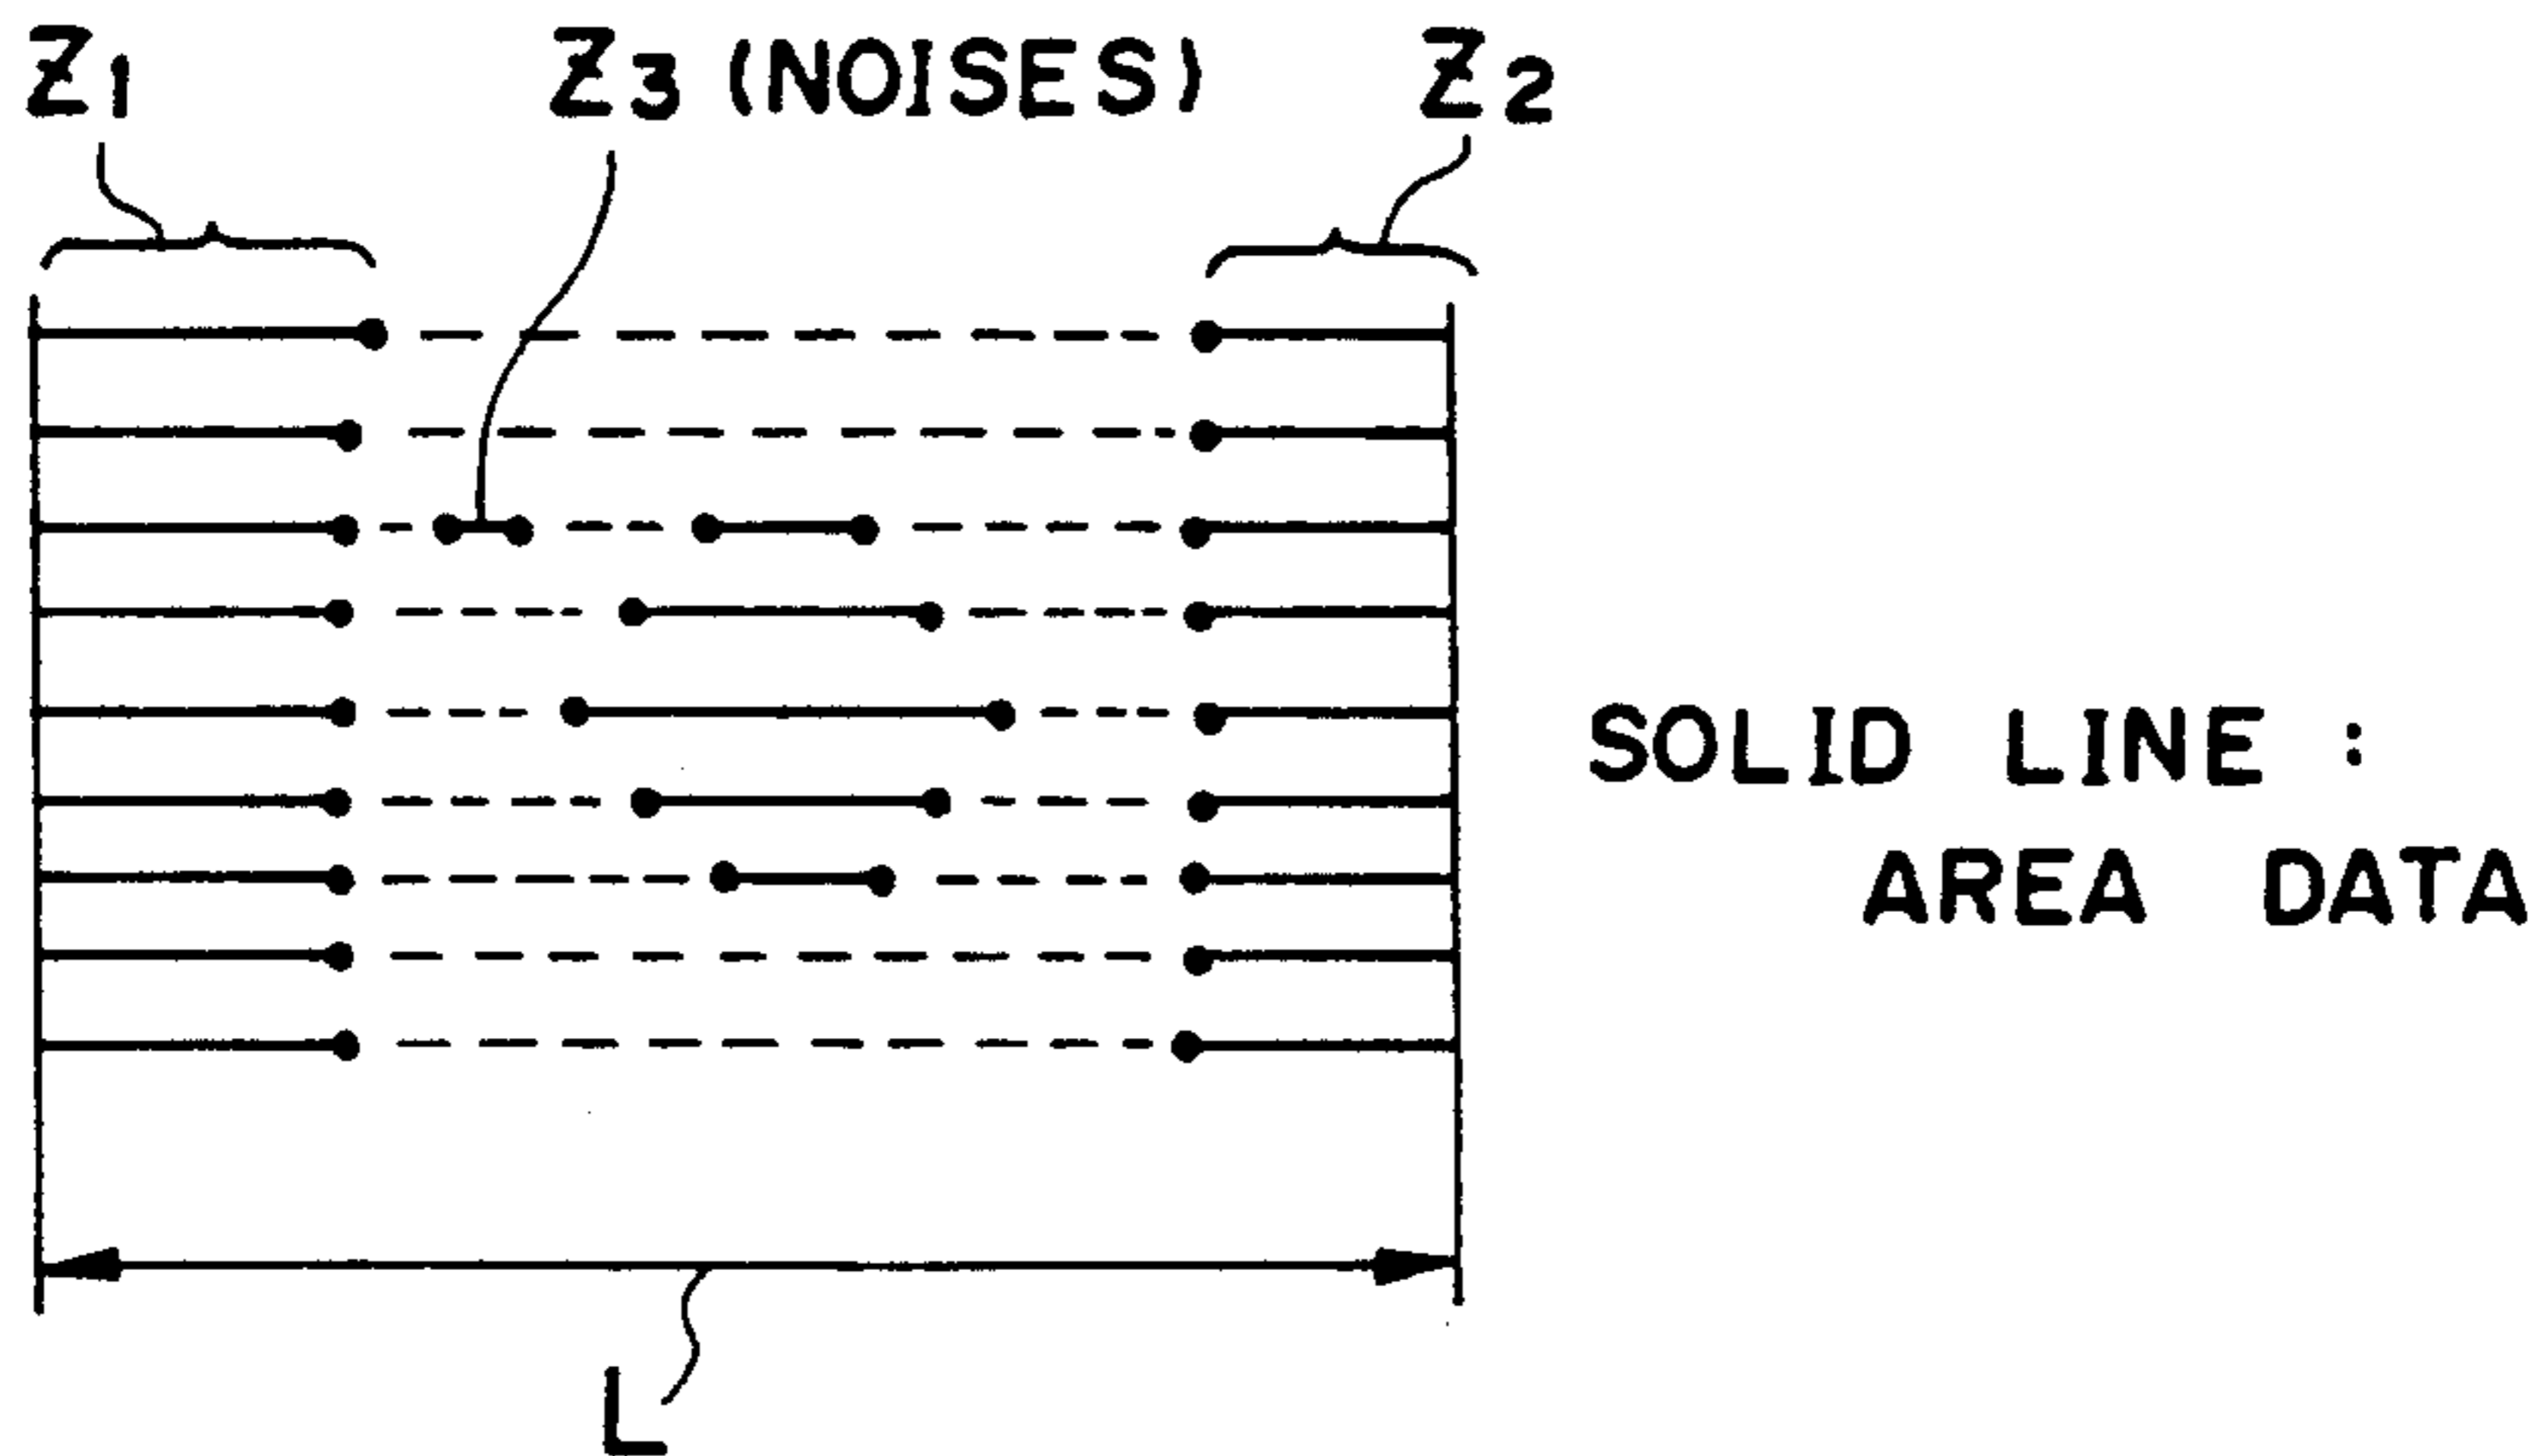 Z1
Z3 (NOISES)
Z2
SOLID LINE :
AREA DATA
L